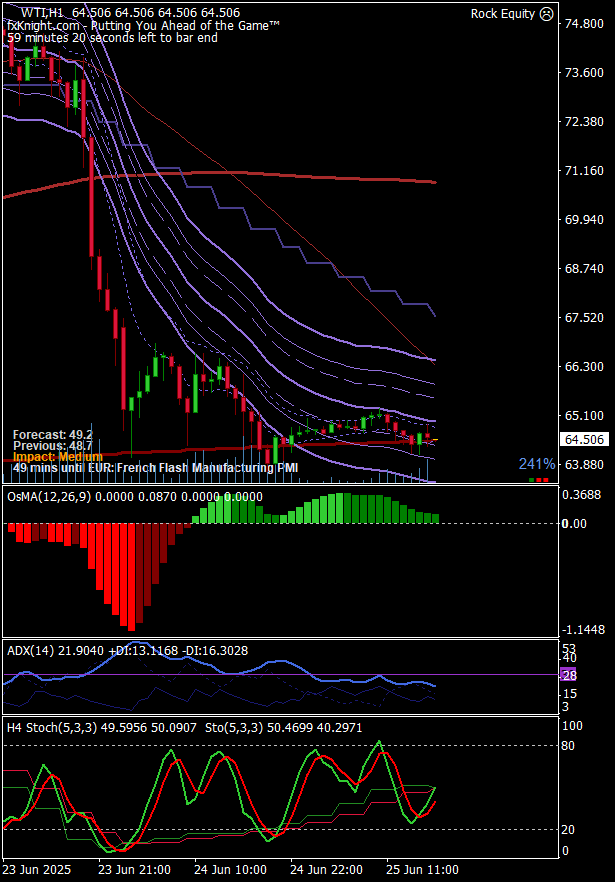 WTI,H1 64.506 64.506 64.506 64.506
Rock Equity
fxKnight.com - Putting You Ahead of the Game™
59 minutes 20 seconds left to bar end
74.800
73.600
72.380
71.160
69.940
68.740
67.520
66.300
65.100
64.506
63.880
Forecast: 49.2
Previous: 48.7
Impact: Medium
49 mins until EUR: French Flash Manufacturing PMI
241%
OsMA(12,26,9) 0.0000 0.0870 0.0000 0.0000
0.3688
0.00
-1.1448
ADX(14) 21.9040 +DI:13.1168 -DI:16.3028
53
40
28
15
3
H4 Stoch(5,3,3) 49.5956 50.0907 Sto(5,3,3) 50.4699 40.2971
100
80
20
0
23 Jun 2025 23 Jun 21:00 24 Jun 10:00 24 Jun 22:00 25 Jun 11:00